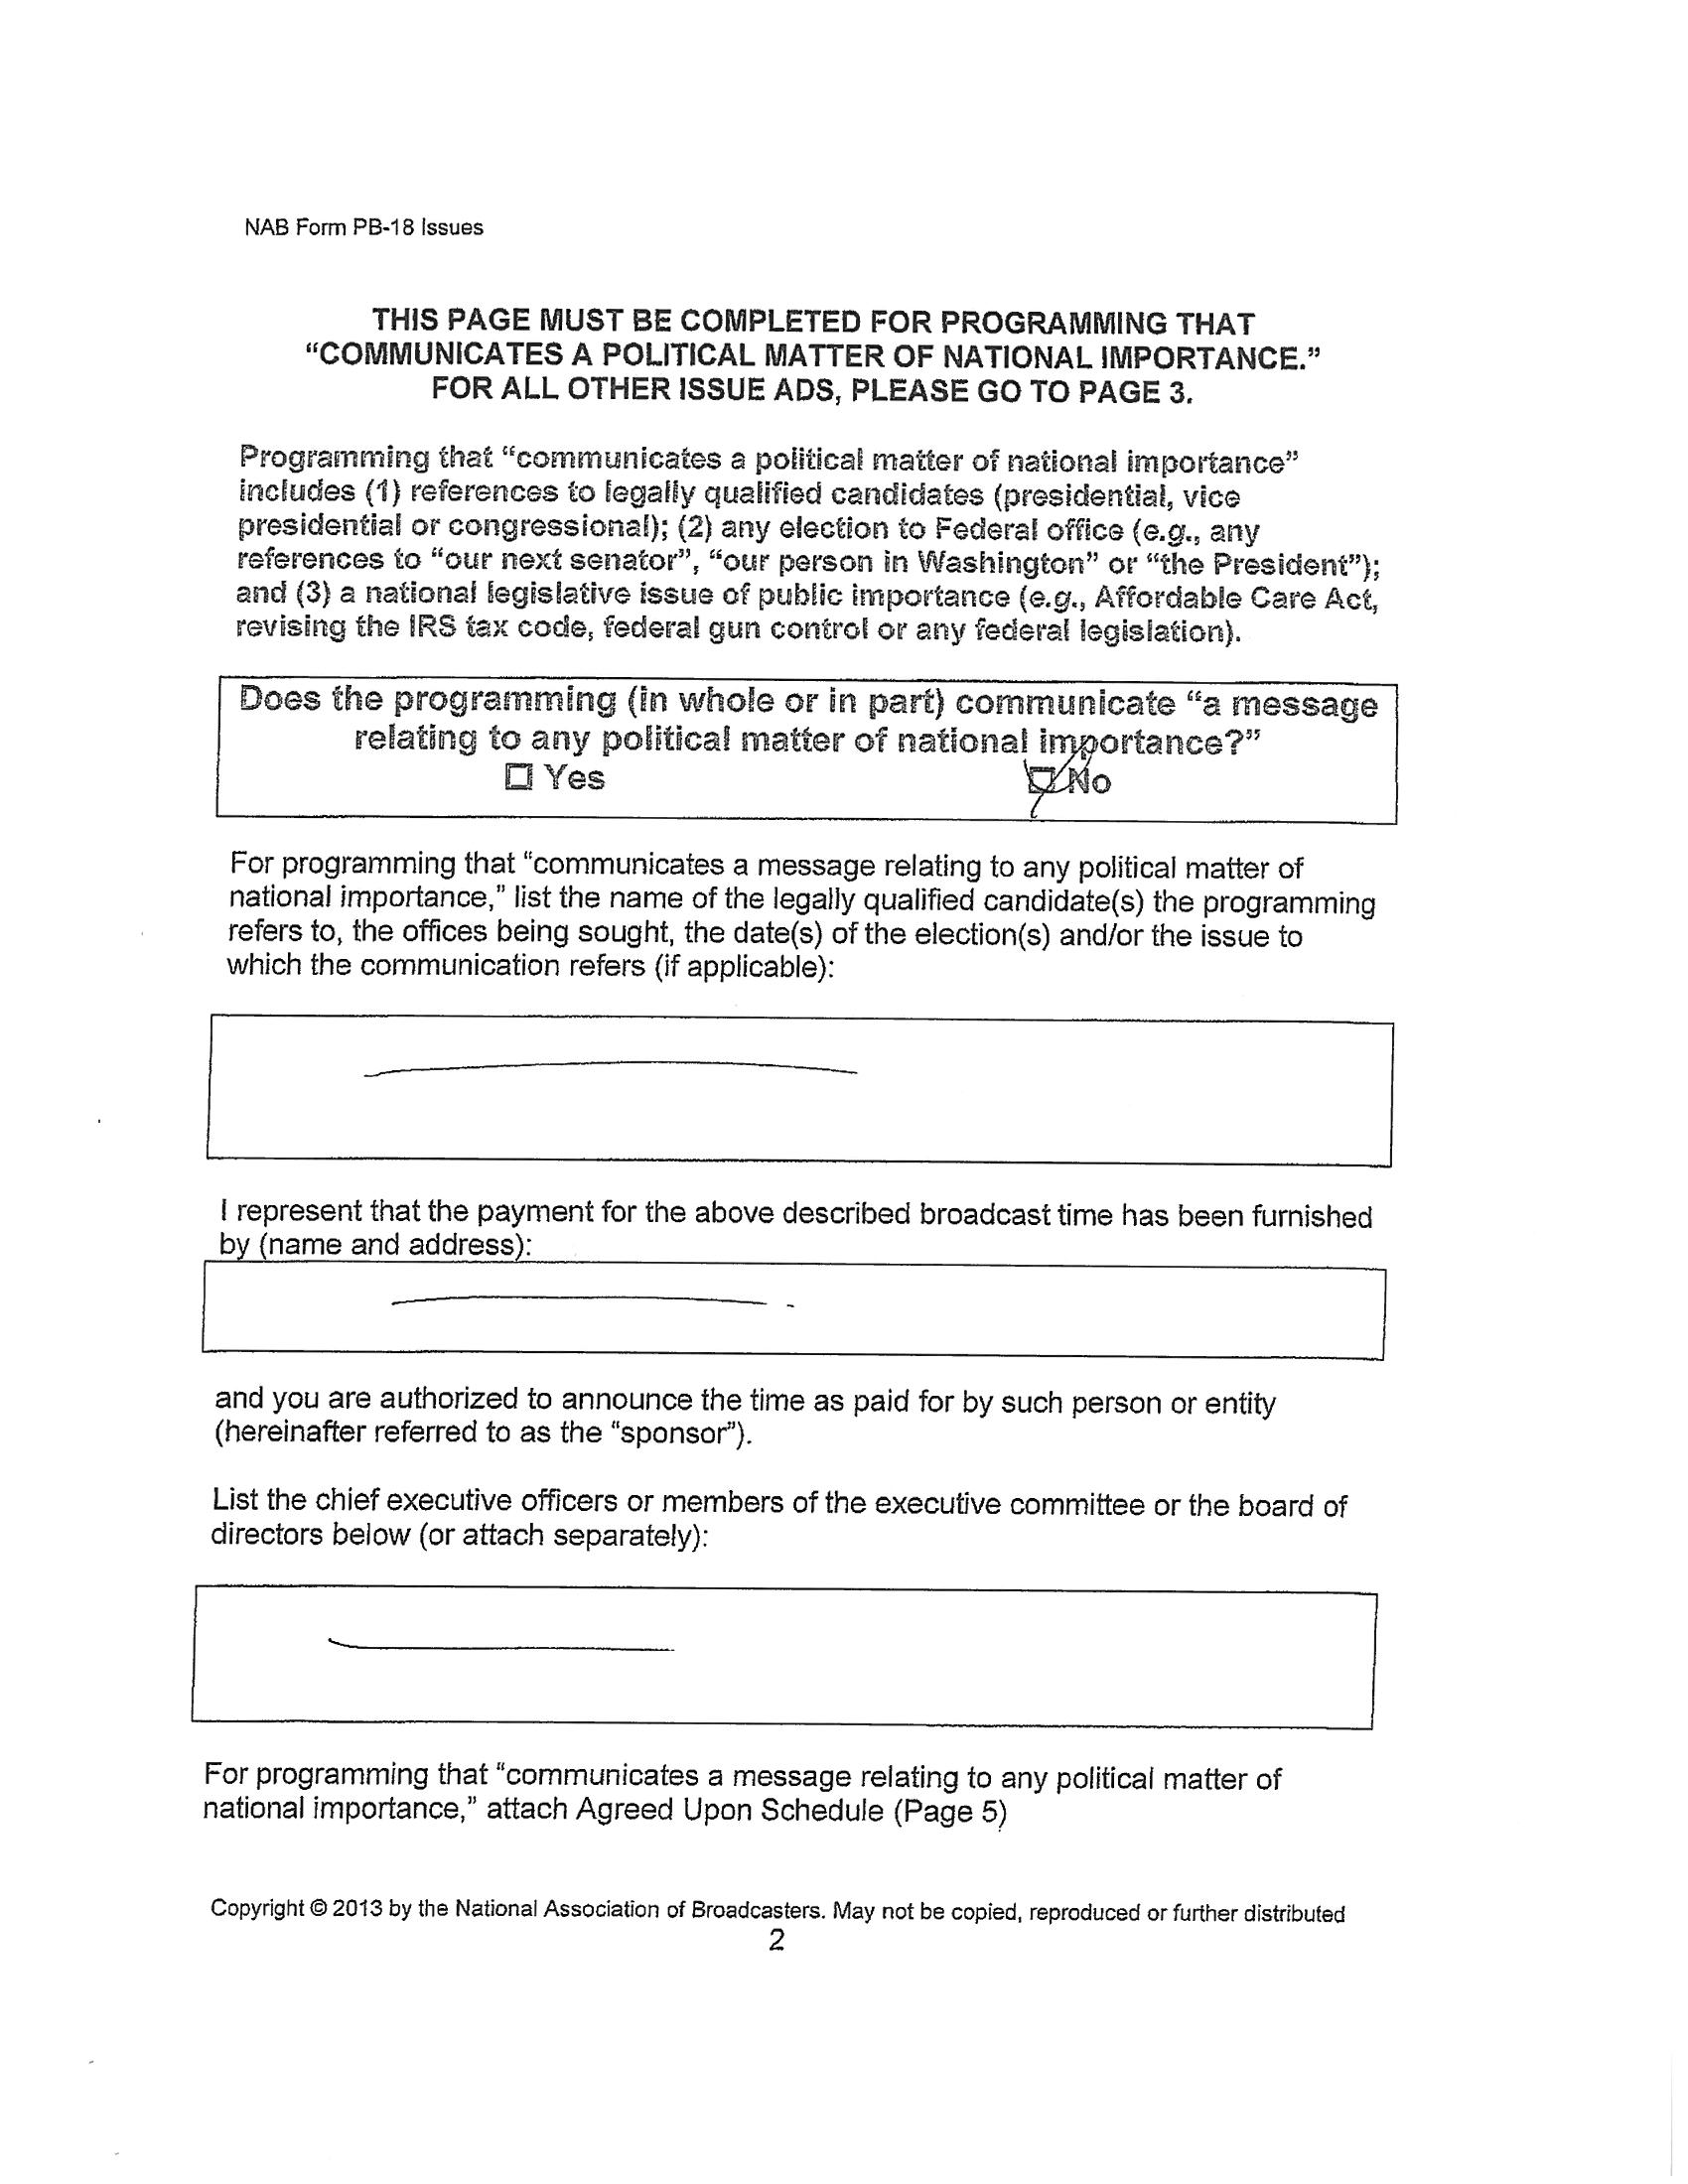 NAB Form PB-18 Issues
THIS PAGE MUST BE COMPLETED FOR PROGRAMMING THAT
“COMMUNICATES A POLITICAL MATTER OF NATIONAL IMPORTANCE.”
FOR ALL OTHER ISSUE ADS, PLEASE GO TO PAGE 3.
Programming that “communicates a political matter of national importance”
includes (1) references to legally qualified candidates (presidential, vice
presidential or congressional); (2) any election to Federal office (e.g., any
references to “our next senator”, “our person in Washington” or “the President”);
and (3) a national legislative issue of public importance (e.g., Affordable Care Act,
revising the IRS tax code, federal gun control or any federal legislation).
Does the programming (in whole or in part) communicate “a message
relating to any political matter of national importance?”
☐ Yes ☑ No
For programming that “communicates a message relating to any political matter of
national importance,” list the name of the legally qualified candidate(s) the programming
refers to, the offices being sought, the date(s) of the election(s) and/or the issue to
which the communication refers (if applicable):
I represent that the payment for the above described broadcast time has been furnished
by (name and address):
and you are authorized to announce the time as paid for by such person or entity
(hereinafter referred to as the “sponsor”).
List the chief executive officers or members of the executive committee or the board of
directors below (or attach separately):
For programming that “communicates a message relating to any political matter of
national importance,” attach Agreed Upon Schedule (Page 5)
Copyright © 2013 by the National Association of Broadcasters. May not be copied, reproduced or further distributed
2